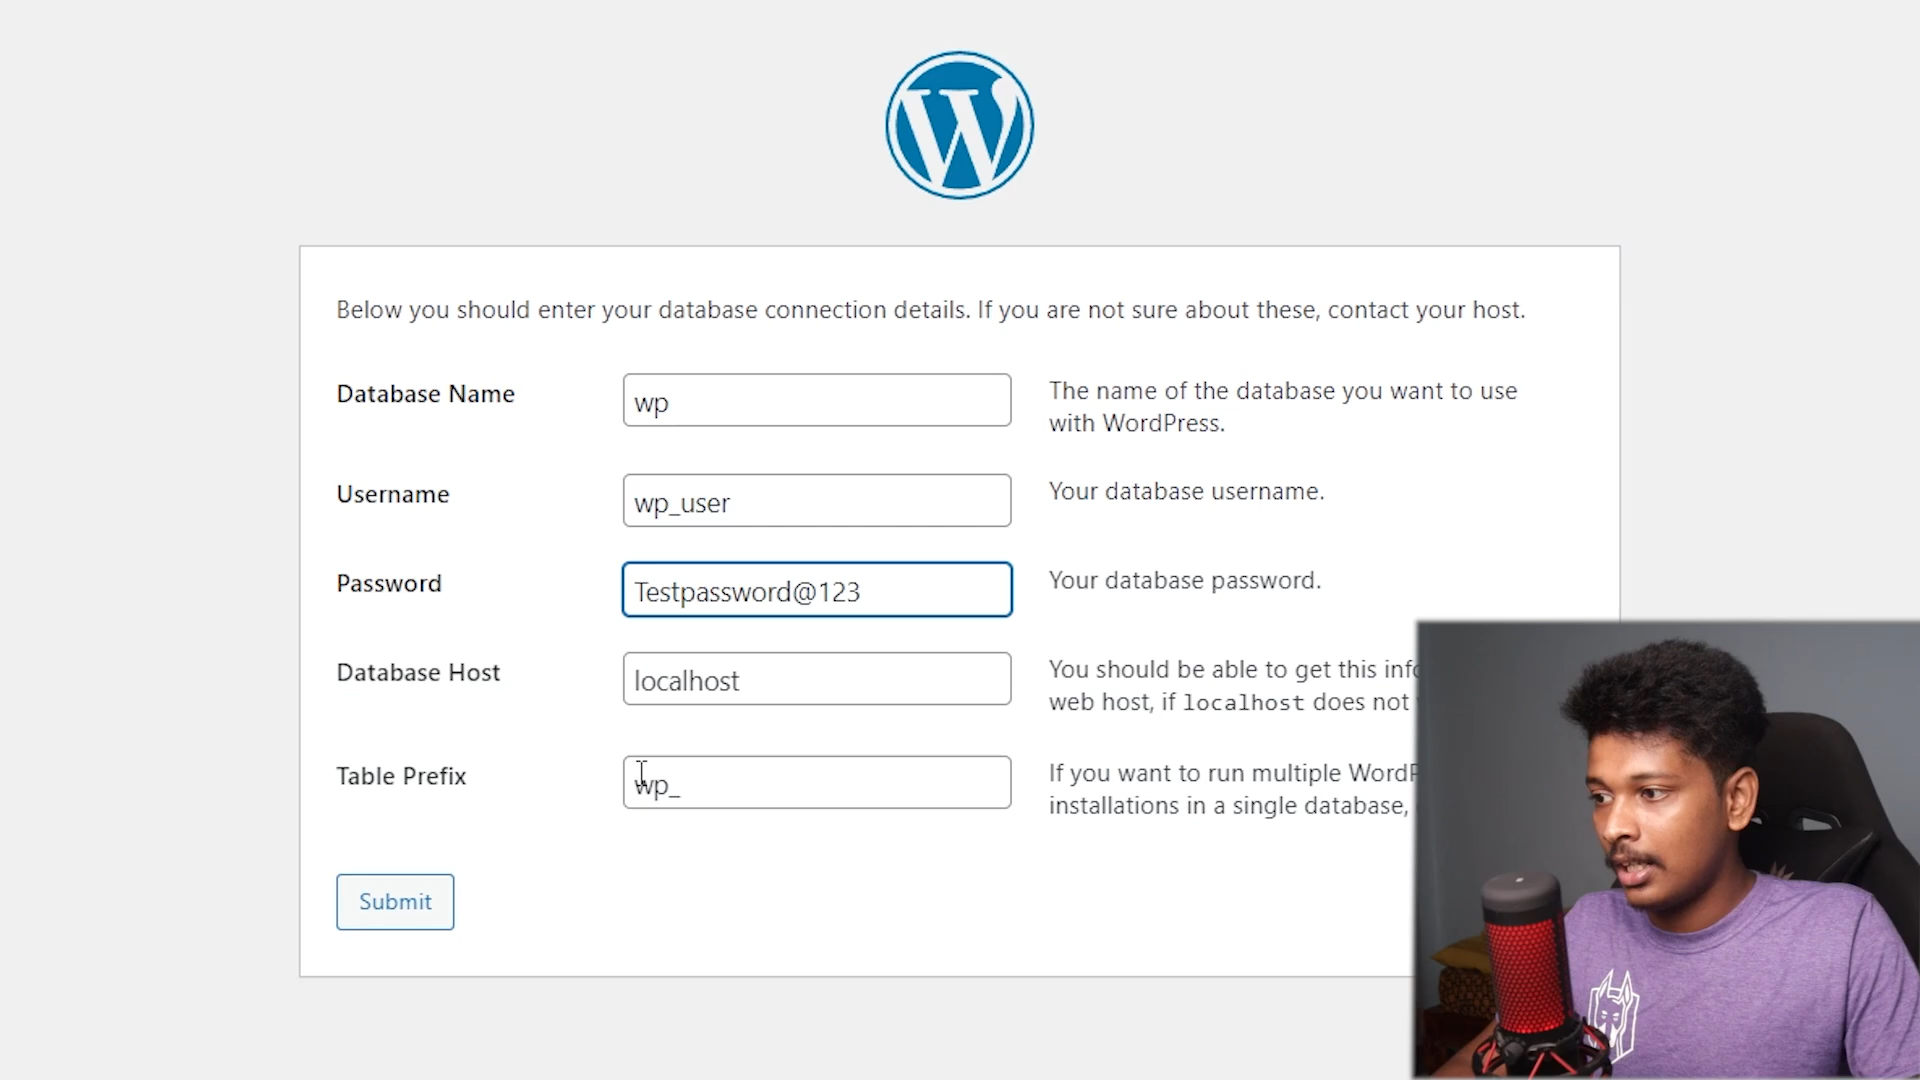 Below you should enter your database connection details. If you are not sure about these, contact your host.
Database Name
wp
The name of the database you want to use
with WordPress.
Username
wp_user
Your database username.
Password
Testpassword@123
Your database password.
Database Host
localhost
You should be able to get this
web host, if localhost does not
Table Prefix
wp_
If you want to run multiple
installations in a single database,
Submit